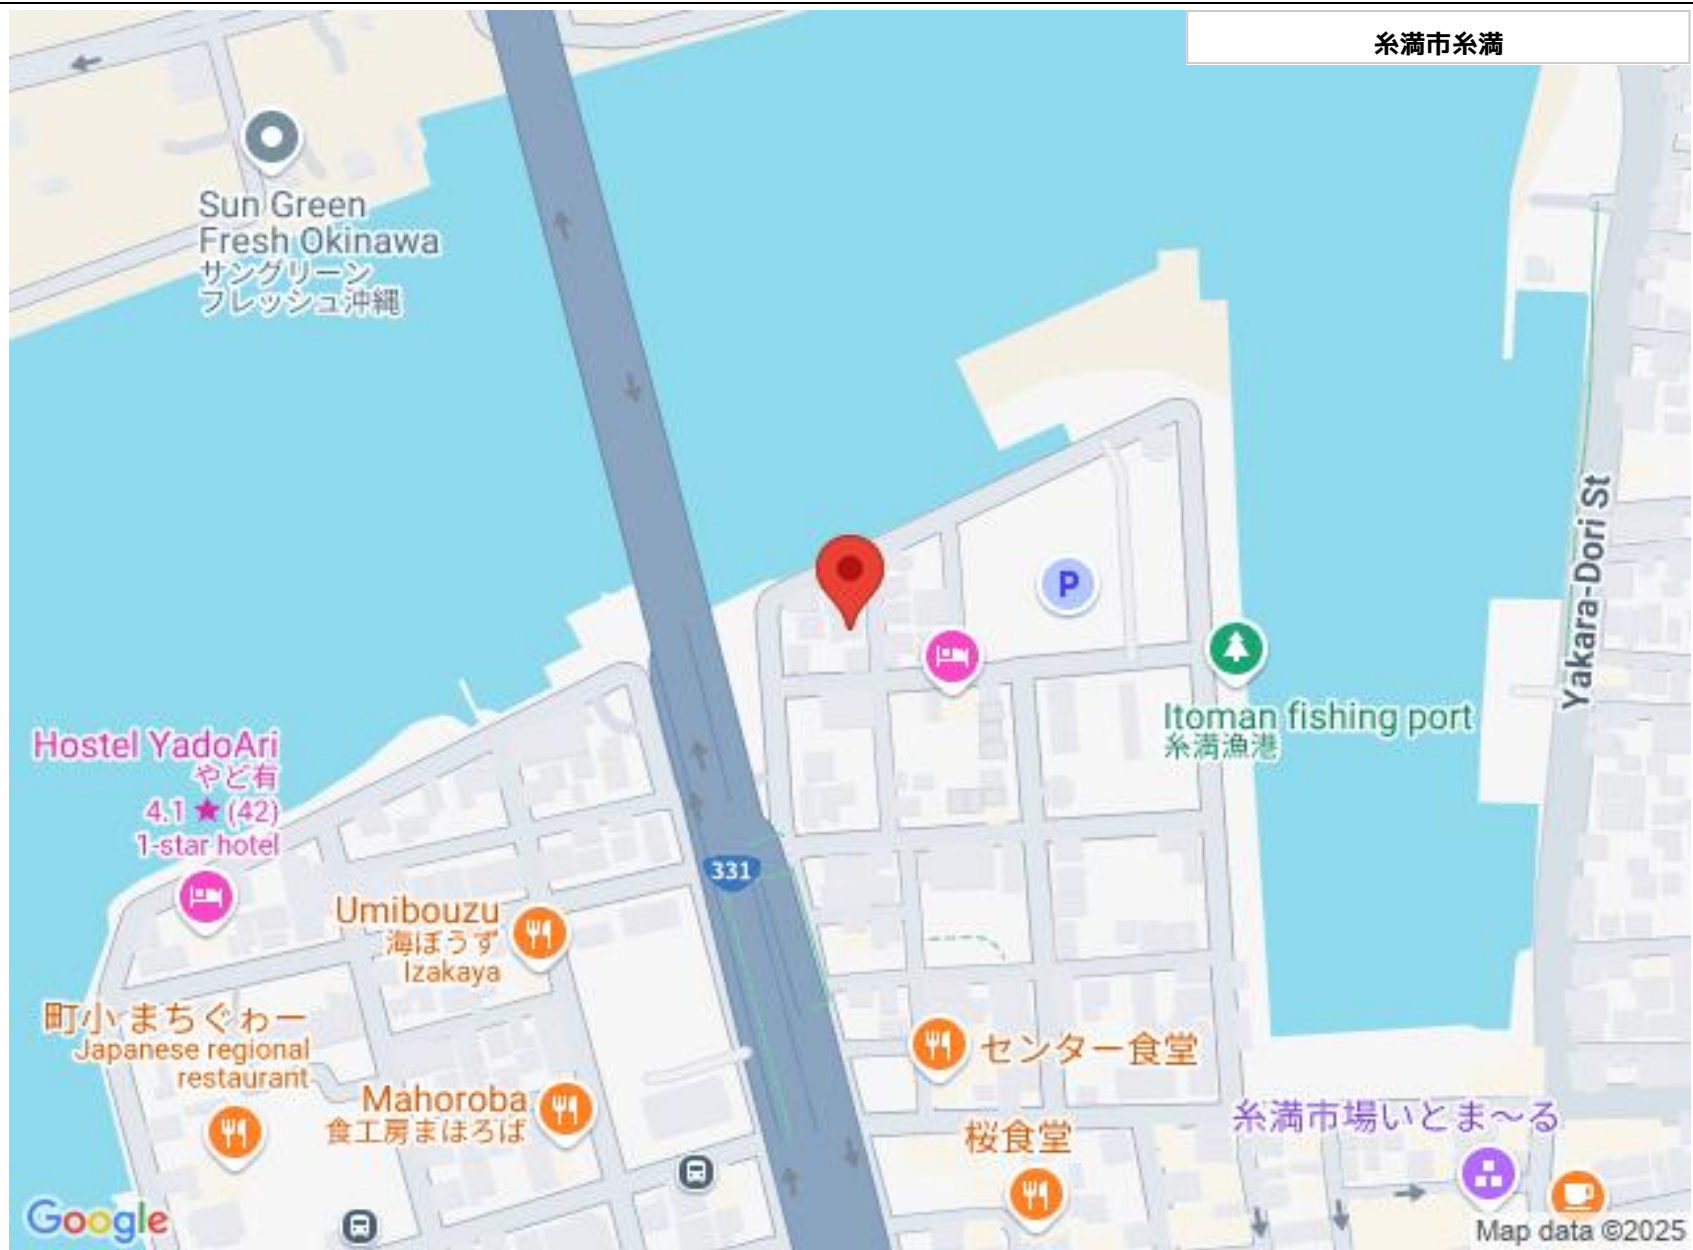 糸満市糸満
Sun Green
Fresh Okinawa
サングリーン
フレッシュ沖縄
P
Yakara-Dori St
Itoman fishing port
糸満漁港
Hostel YadoAri
やど有
4.1 ★ (42)
1-star hotel
331
Umibouzu
海ぼうず
Izakaya
町小 まちぐゎー
Japanese regional
restaurant
センター食堂
Mahoroba
食工房まほろば
桜食堂
糸満市場いとま~る
Google
Map data ©2025